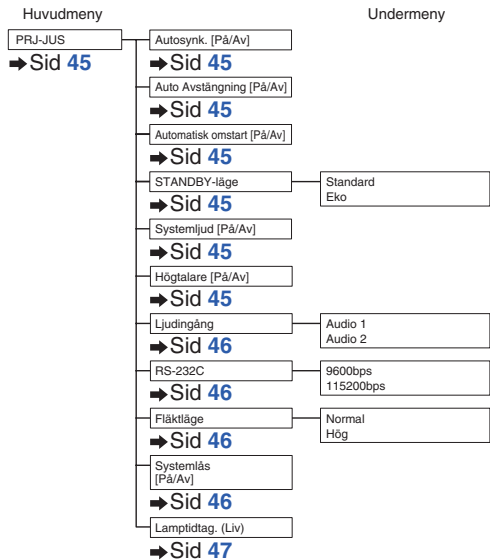 Huvudmeny
Undermeny
PRJ-JUS
➡Sid 45
Autosynk. [På/Av]
➡Sid 45
Auto Avstängning [På/Av]
➡Sid 45
Automatisk omstart [På/Av]
➡Sid 45
STANDBY-läge
➡Sid 45
Standard
Eko
Systemljud [På/Av]
➡Sid 45
Högtalare [På/Av]
➡Sid 45
Ljudingång
➡Sid 46
Audio 1
Audio 2
RS-232C
➡Sid 46
9600bps
115200bps
Fläktläge
➡Sid 46
Normal
Hög
Systemlås
[På/Av]
➡Sid 46
Lamptidtag. (Liv)
➡Sid 47